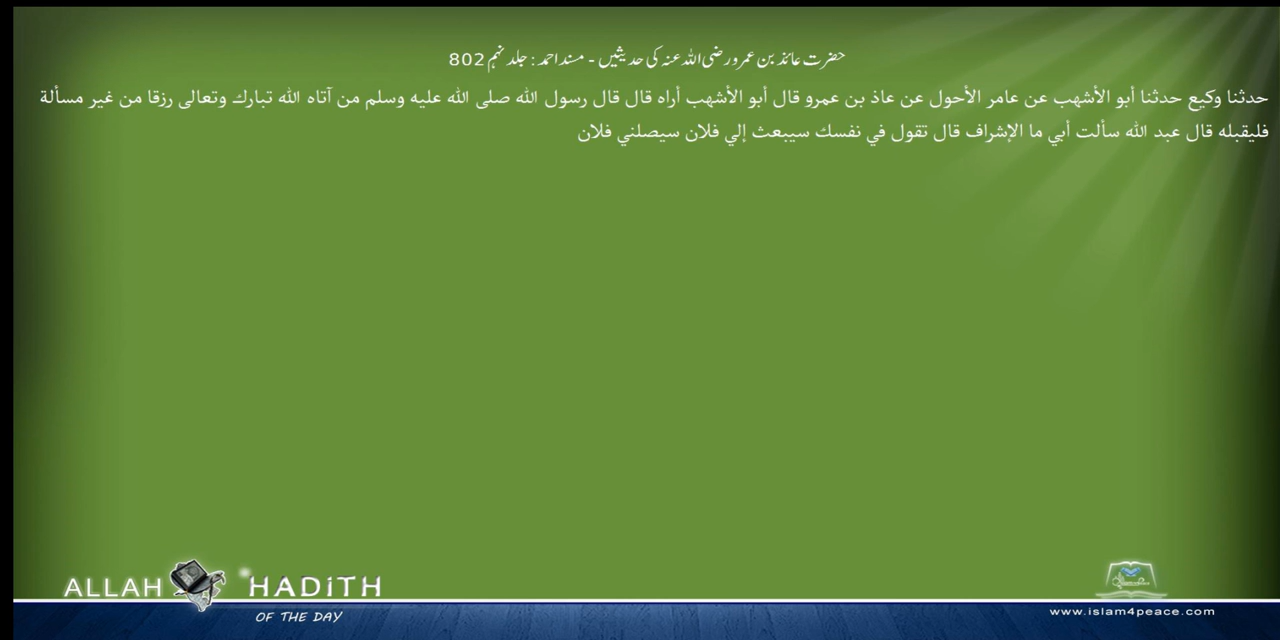 حضرت عائذ بن عمرو رضی اللہ عنہ کی حدیثیں - مسند احمد : جلد نہم 802
حدثنا وكيع حدثنا أبو الأشهب عن عامر الأحول عن عاذ بن عمرو قال أبو الأشهب أراه قال قال رسول الله صلى الله عليه وسلم من آتاه الله تبارك وتعالى رزقا من غير مسألة
فليقبله قال عبد الله سألت أبي ما الإشراف قال تقول في نفسك سيبعث إلي فلان سيصلني فلان
ALLAH HADITH
OF THE DAY
www.islam4peace.com